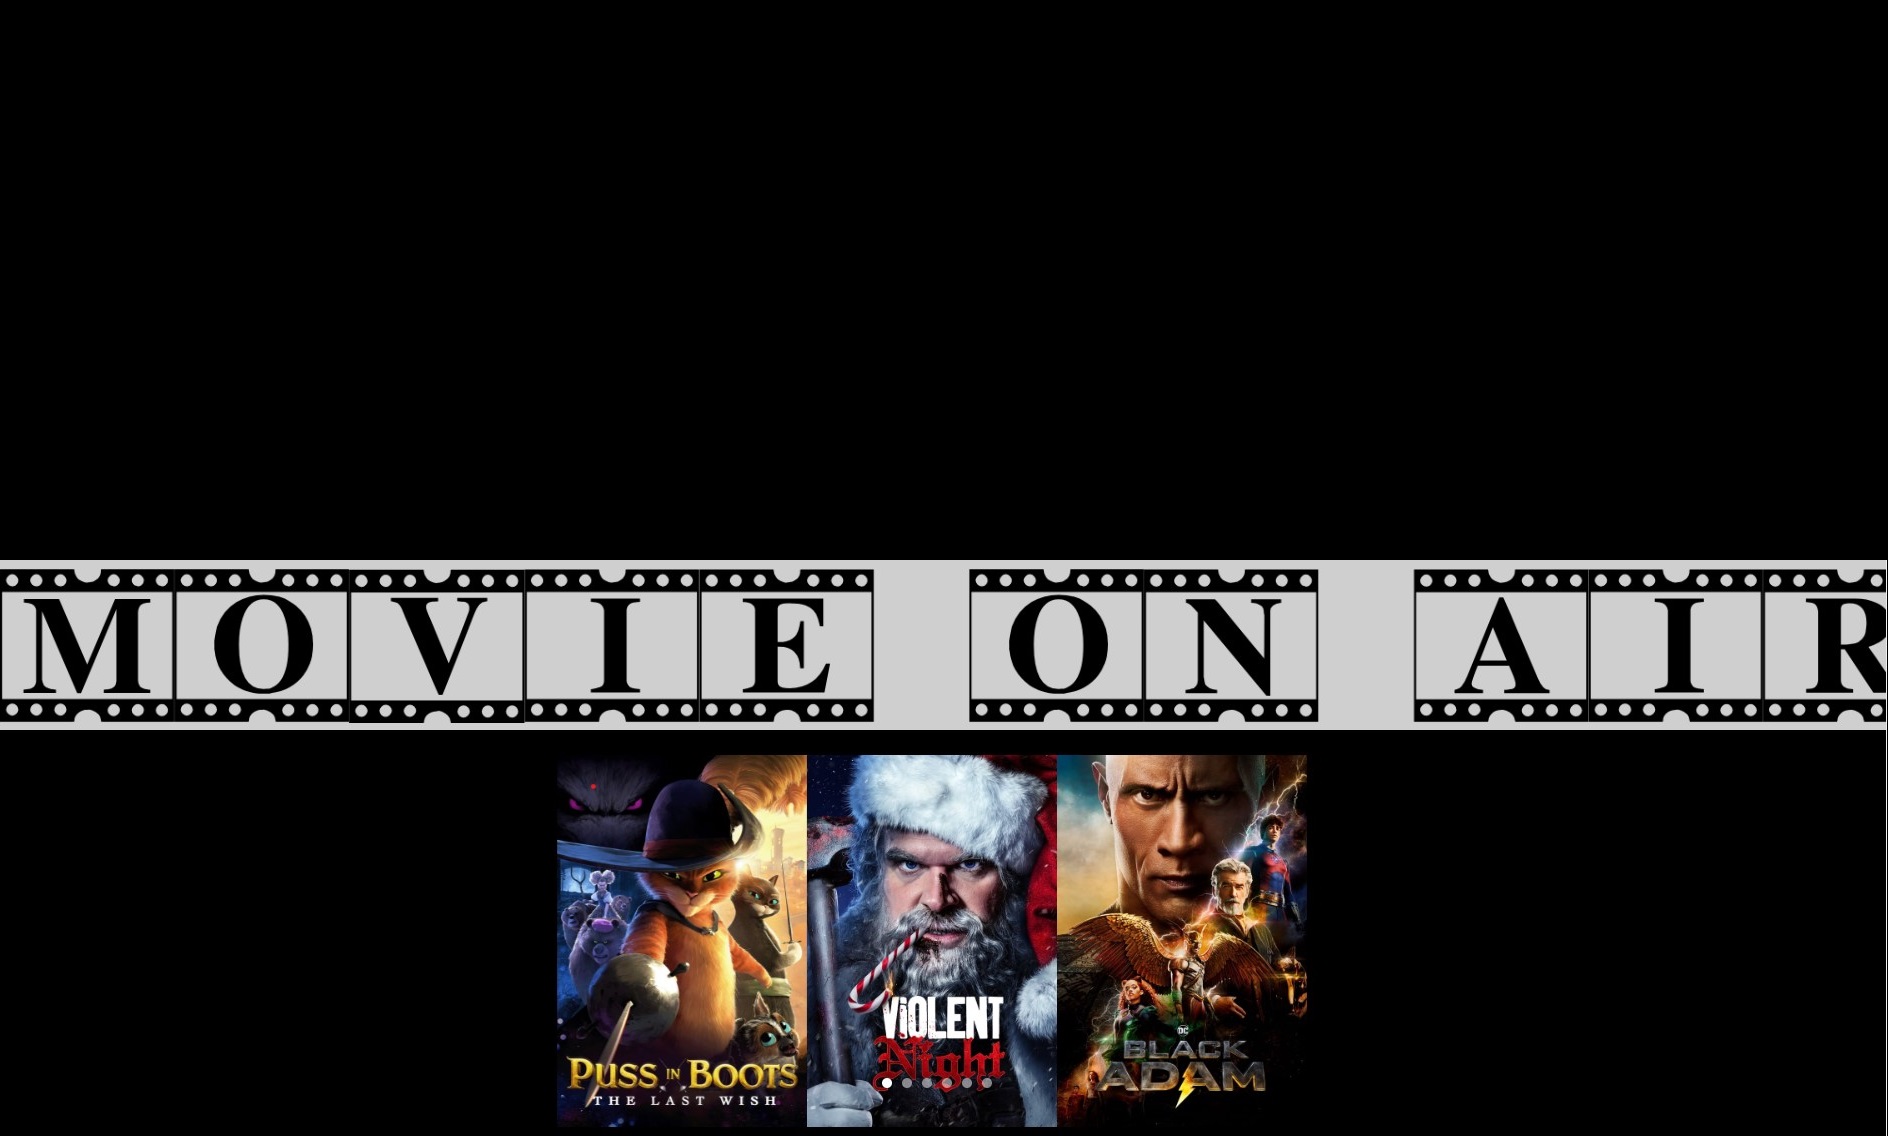 MOVIE ON AIR
PUSS IN BOOTS
THE LAST WISH
ViOLENT
Night
DC
BLACK
ADAM